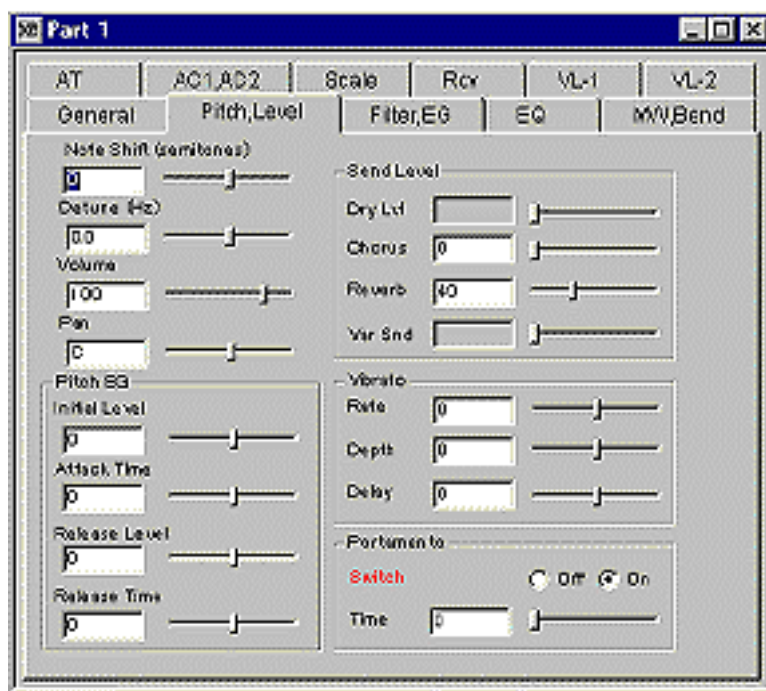 Part 1
AT AC1,AC2 Scale Rcv VL-1 VL-2
General Pitch,Level Filter,EG EQ MW,Bend
Note Shift (semitones)
0
Detune (Hz)
0.0
Volume
100
Pan
C
Pitch EG
Initial Level
0
Attack Time
0
Release Level
0
Release Time
0
Send Level
Dry Lvl
Chorus 0
Reverb 40
Var Snd
Vibrato
Rate 0
Depth 0
Delay 0
Portamento
Switch Off On
Time 0